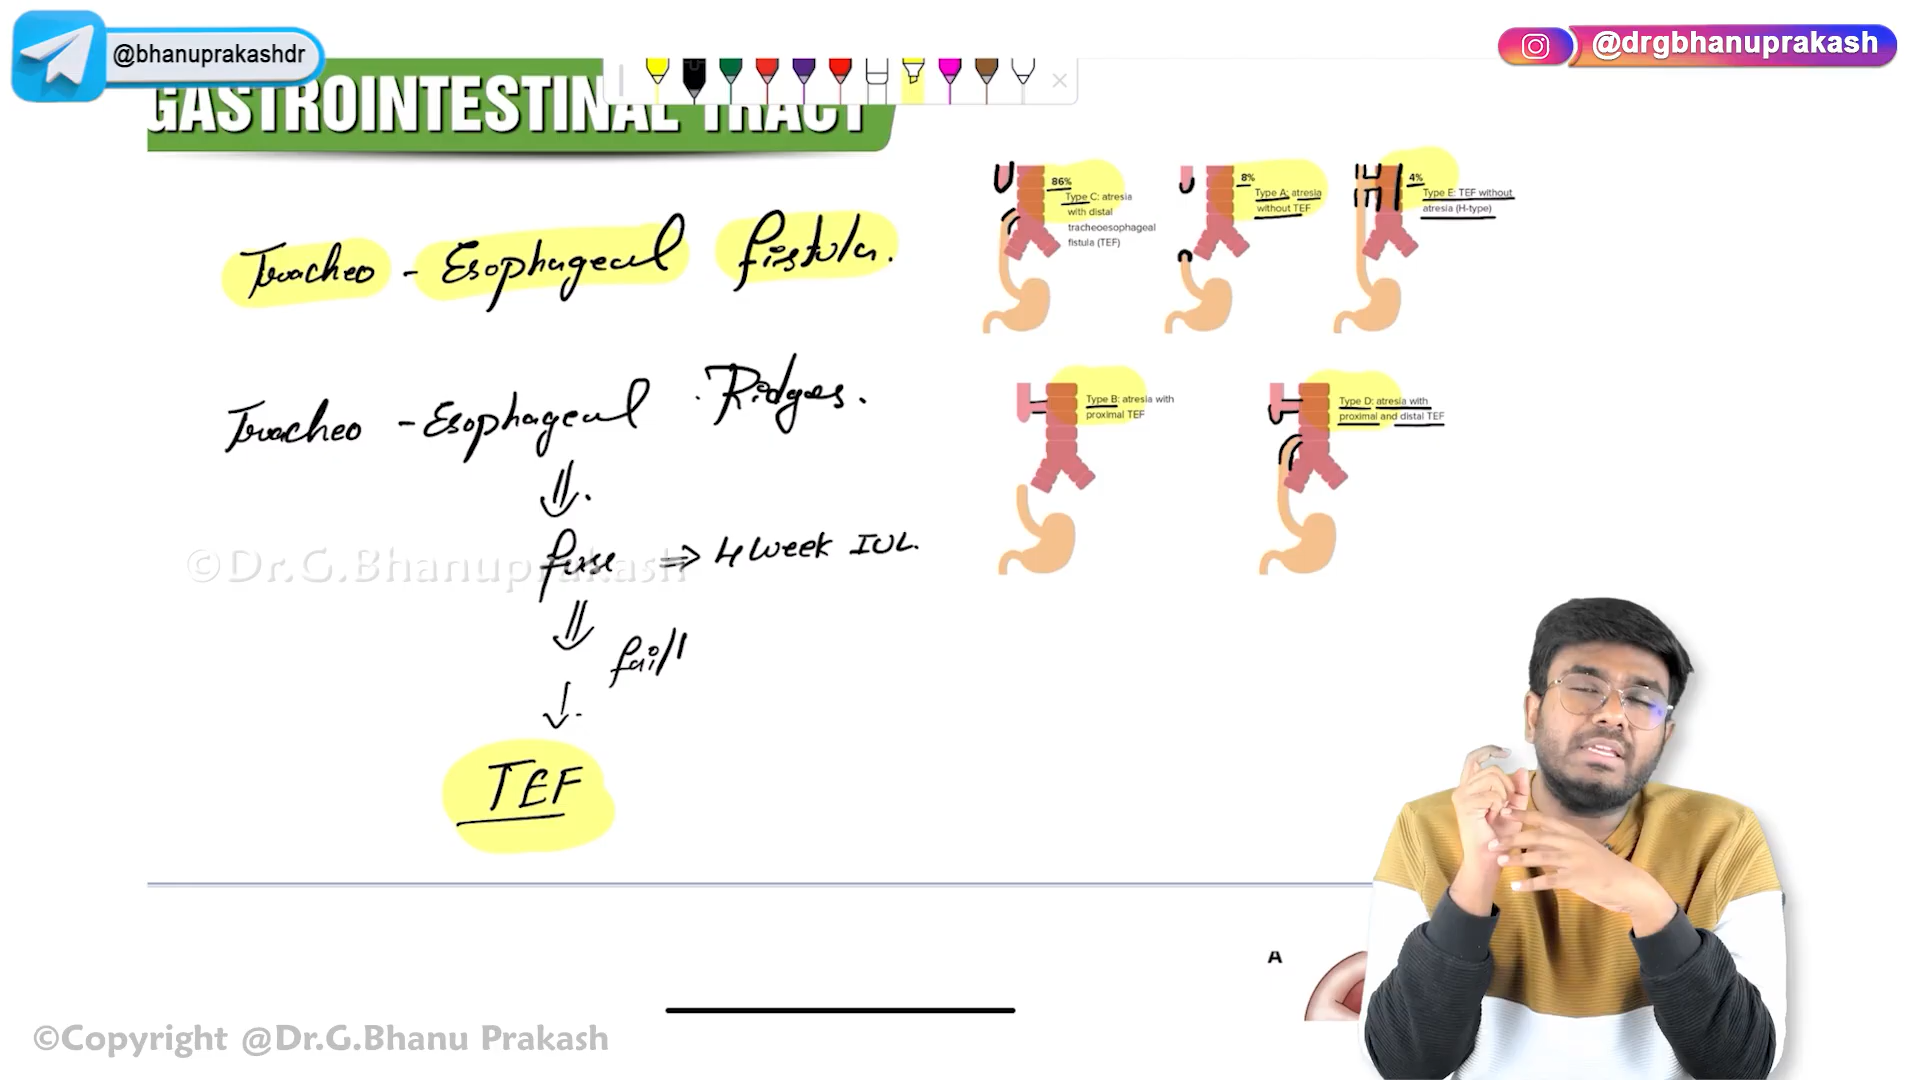 @bhanuprakashdr
@drgbhanuprakash
GASTROINTESTINAL TRACT
Tracheo - Esophageal fistula.
Tracheo - Esophageal Ridges.
fuse ⇒ 4 week IUL.
fail
TEF
86%
Type C: atresia
with distal
tracheoesophageal
fistula (TEF)
8%
Type A: atresia
without TEF
4%
Type E: TEF without
atresia (H-type)
Type B: atresia with
proximal TEF
Type D: atresia with
proximal and distal TEF
©Dr.G.Bhanuprakash
A
©Copyright @Dr.G.Bhanu Prakash